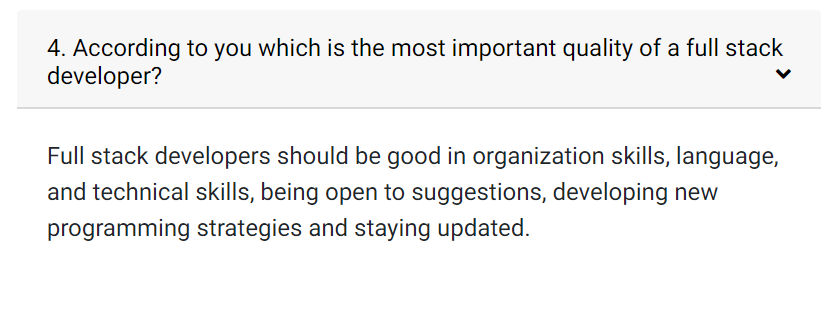 4. According to you which is the most important quality of a full stack
developer?
Full stack developers should be good in organization skills, language,
and technical skills, being open to suggestions, developing new
programming strategies and staying updated.